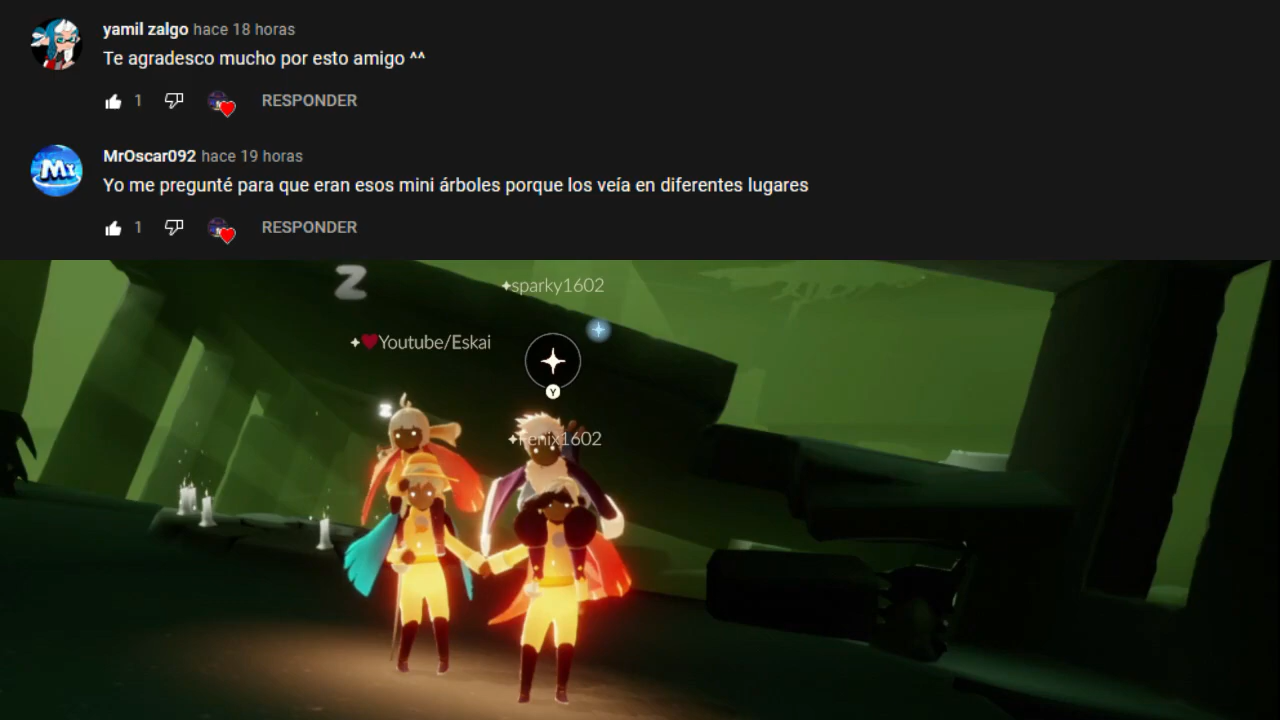 yamil zalgo hace 18 horas
Te agradesco mucho por esto amigo ^^
1 RESPONDER
Mx
MrOscar092 hace 19 horas
Yo me pregunté para que eran esos mini árboles porque los veía en diferentes lugares
1 RESPONDER
Z
sparky1602
Youtube/Eskai
Y
z
Fenix1602